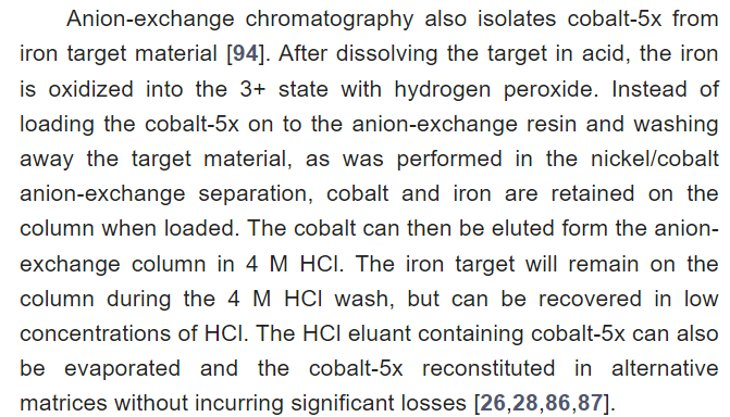 Anion-exchange chromatography also isolates cobalt-5x from
iron target material [94]. After dissolving the target in acid, the iron
is oxidized into the 3+ state with hydrogen peroxide. Instead of
loading the cobalt-5x on to the anion-exchange resin and washing
away the target material, as was performed in the nickel/cobalt
anion-exchange separation, cobalt and iron are retained on the
column when loaded. The cobalt can then be eluted form the anion-
exchange column in 4 M HCl. The iron target will remain on the
column during the 4 M HCl wash, but can be recovered in low
concentrations of HCl. The HCl eluant containing cobalt-5x can also
be evaporated and the cobalt-5x reconstituted in alternative
matrices without incurring significant losses [26,28,86,87].